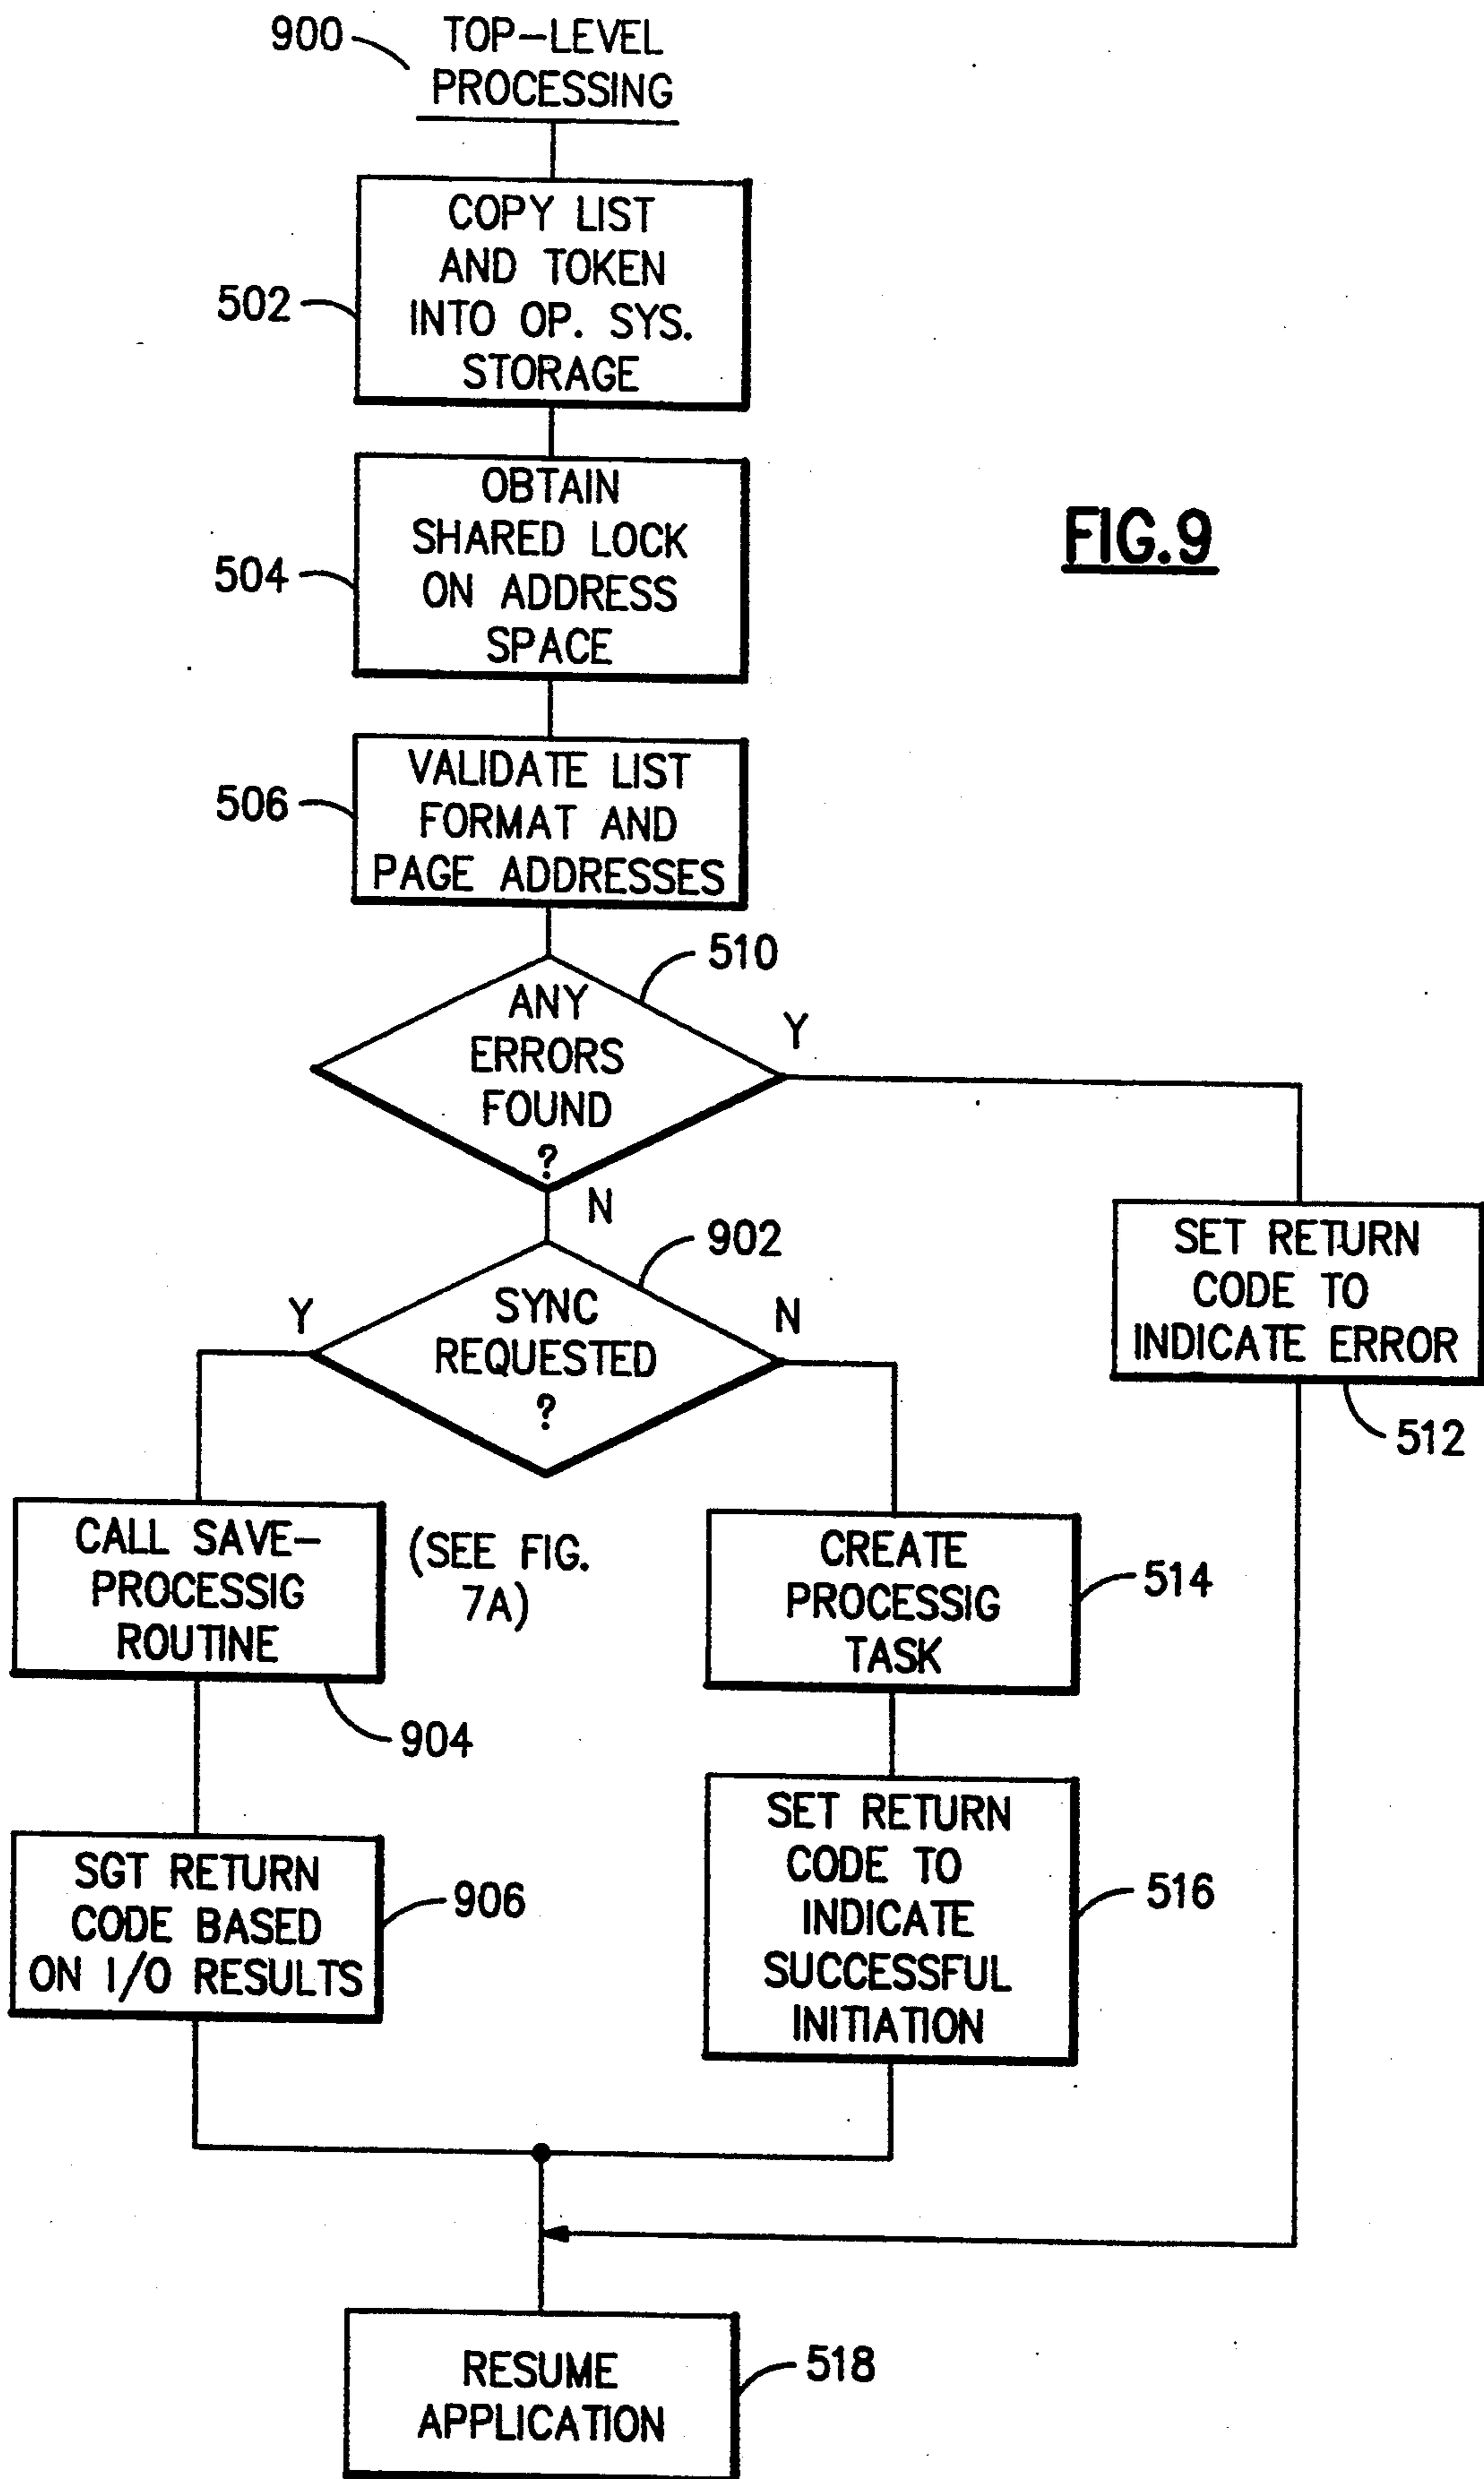 900
TOP-LEVEL
PROCESSING
COPY LIST
AND TOKEN
INTO OP. SYS.
STORAGE
502
OBTAIN
SHARED LOCK
ON ADDRESS
SPACE
504
FIG.9
VALIDATE LIST
FORMAT AND
PAGE ADDRESSES
506
510
ANY
ERRORS
FOUND
?
Y
N
902
SYNC
REQUESTED
?
Y
N
SET RETURN
CODE TO
INDICATE ERROR
512
CALL SAVE-
PROCESSIG
ROUTINE
(SEE FIG.
7A)
904
CREATE
PROCESSIG
TASK
514
SGT RETURN
CODE BASED
ON I/O RESULTS
906
SET RETURN
CODE TO
INDICATE
SUCCESSFUL
INITIATION
516
RESUME
APPLICATION
518